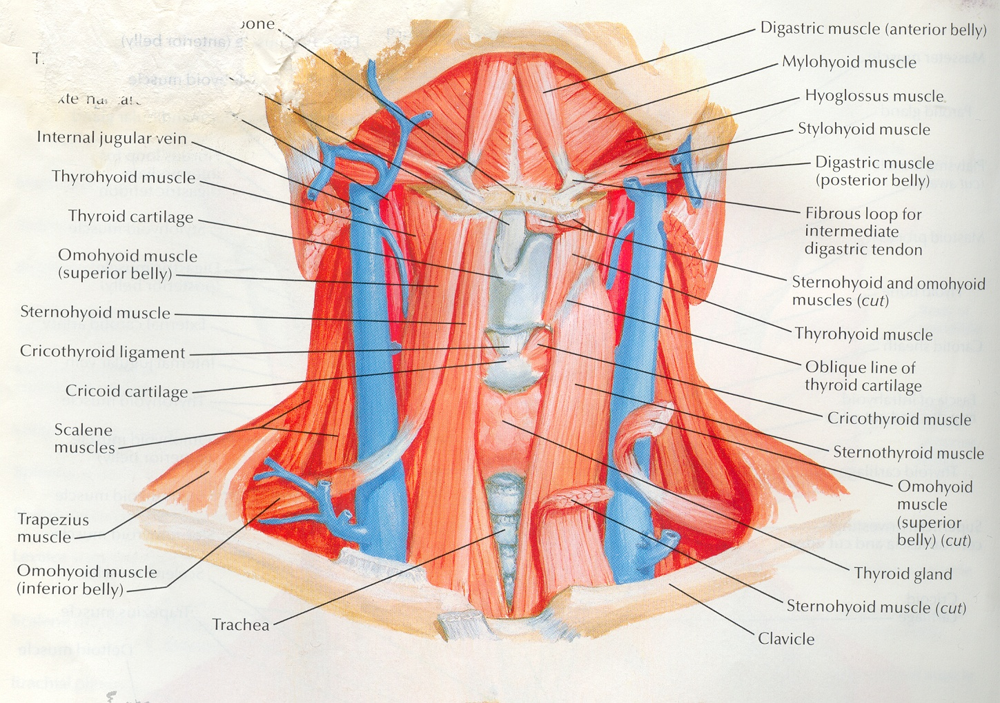 Internal jugular vein
Thyrohyoid muscle
Thyroid cartilage
Omohyoid muscle
(superior belly)
Sternohyoid muscle
Cricothyroid ligament
Cricoid cartilage
Scalene
muscles
Trapezius
muscle
Omohyoid muscle
(inferior belly)
Trachea
Digastric muscle (anterior belly)
Mylohyoid muscle
Hyoglossus muscle
Stylohyoid muscle
Digastric muscle
(posterior belly)
Fibrous loop for
intermediate
digastric tendon
Sternohyoid and omohyoid
muscles (cut)
Thyrohyoid muscle
Oblique line of
thyroid cartilage
Cricothyroid muscle
Sternothyroid muscle
Omohyoid
muscle
(superior
belly) (cut)
Thyroid gland
Sternohyoid muscle (cut)
Clavicle